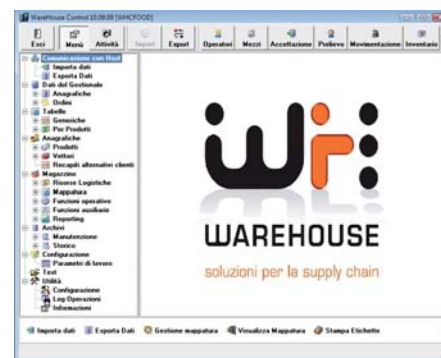 WareHouse Control 10.09.09 [WHCFOOD]
Esci Menù Attività Import Export Operatori Mezzi Accettazione Prelievo Movimentazione Inventario
Comunicazione con Host
Importa dati
Esporta Dati
Dati del Gestionale
Anagrafiche
Ordini
Tabelle
Generiche
Per Prodotti
Anagrafiche
Prodotti
Vettori
Recapiti alternativi clienti
Magazzino
Risorse Logistiche
Mappatura
Funzioni operative
Funzioni ausiliarie
Reporting
Archivi
Manutenzione
Storico
Configurazione
Parametri di lavoro
Test
Utilità
Configurazione
Log Operazioni
Informazioni
WAREHOUSE
soluzioni per la supply chain
Importa dati Esporta Dati Gestione mappatura Visualizza Mappatura Stampa Etichette